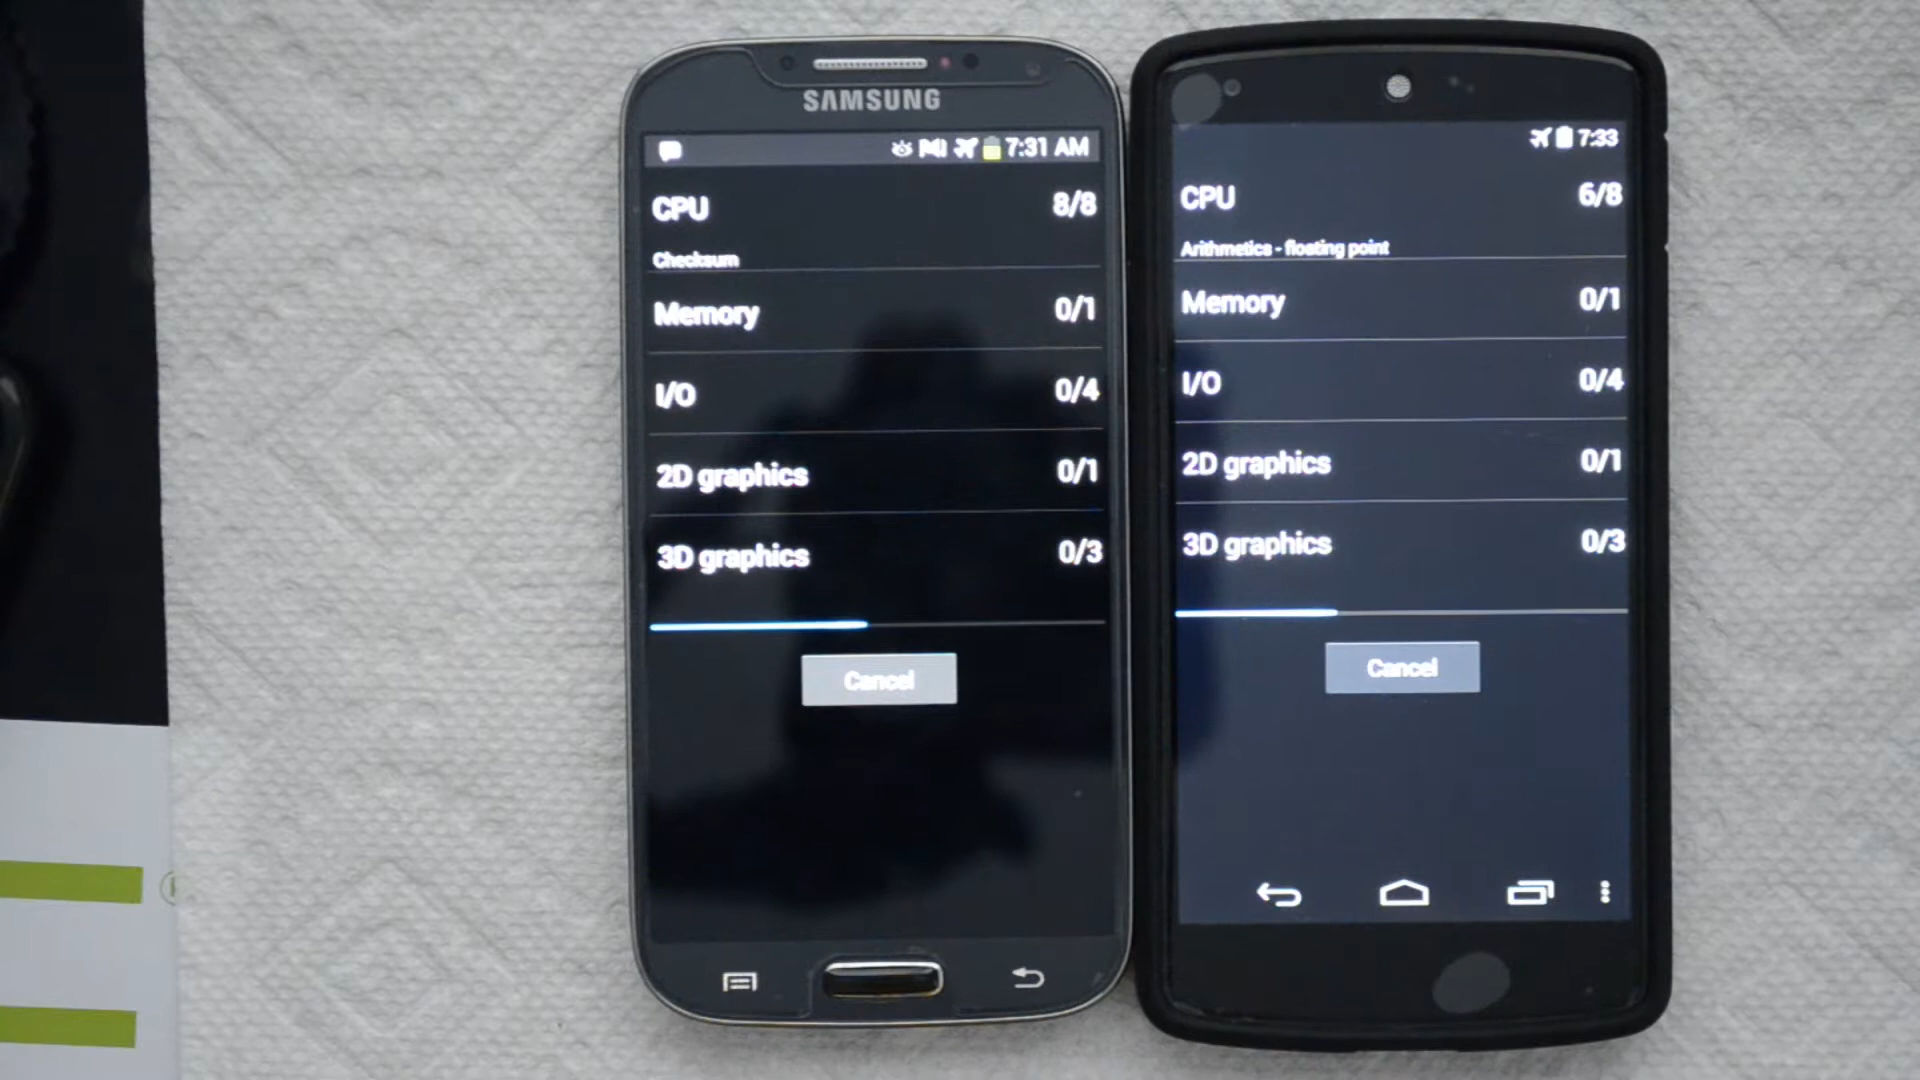 SAMSUNG
7:31 AM
CPU 8/8
Checksum
Memory 0/1
I/O 0/4
2D graphics 0/1
3D graphics 0/3
Cancel
7:33
CPU 6/8
Arithmetics - floating point
Memory 0/1
I/O 0/4
2D graphics 0/1
3D graphics 0/3
Cancel